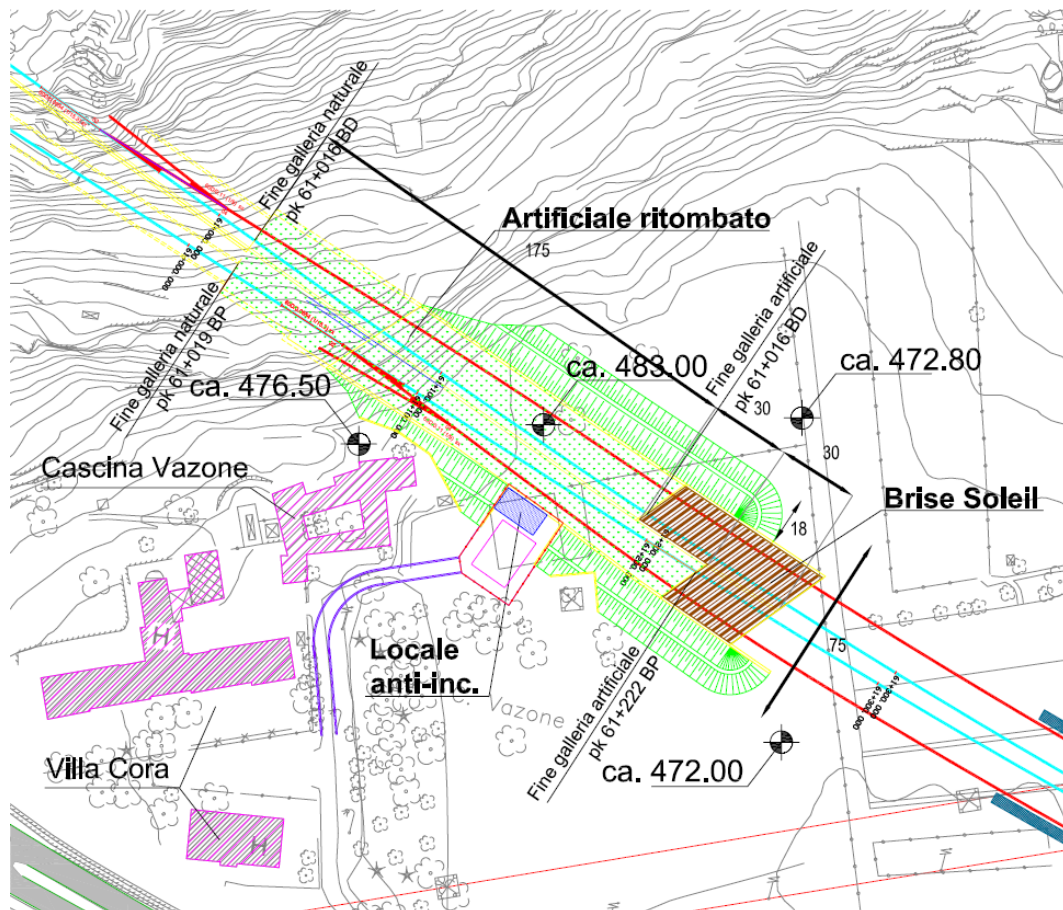 Fine galleria naturale
pk 61+016 BD
Artificiale ritombato
175
Fine galleria naturale
pk 61+019 BP
Fine galleria artificiale
pk 61+016 BD
ca. 476.50
ca. 483.00
ca. 472.80
30
30
Cascina Vazone
Brise Soleil
18
H
Locale
anti-inc.
Vazone
75
Fine galleria artificiale
pk 61+222 BP
Villa Cora
ca. 472.00
H